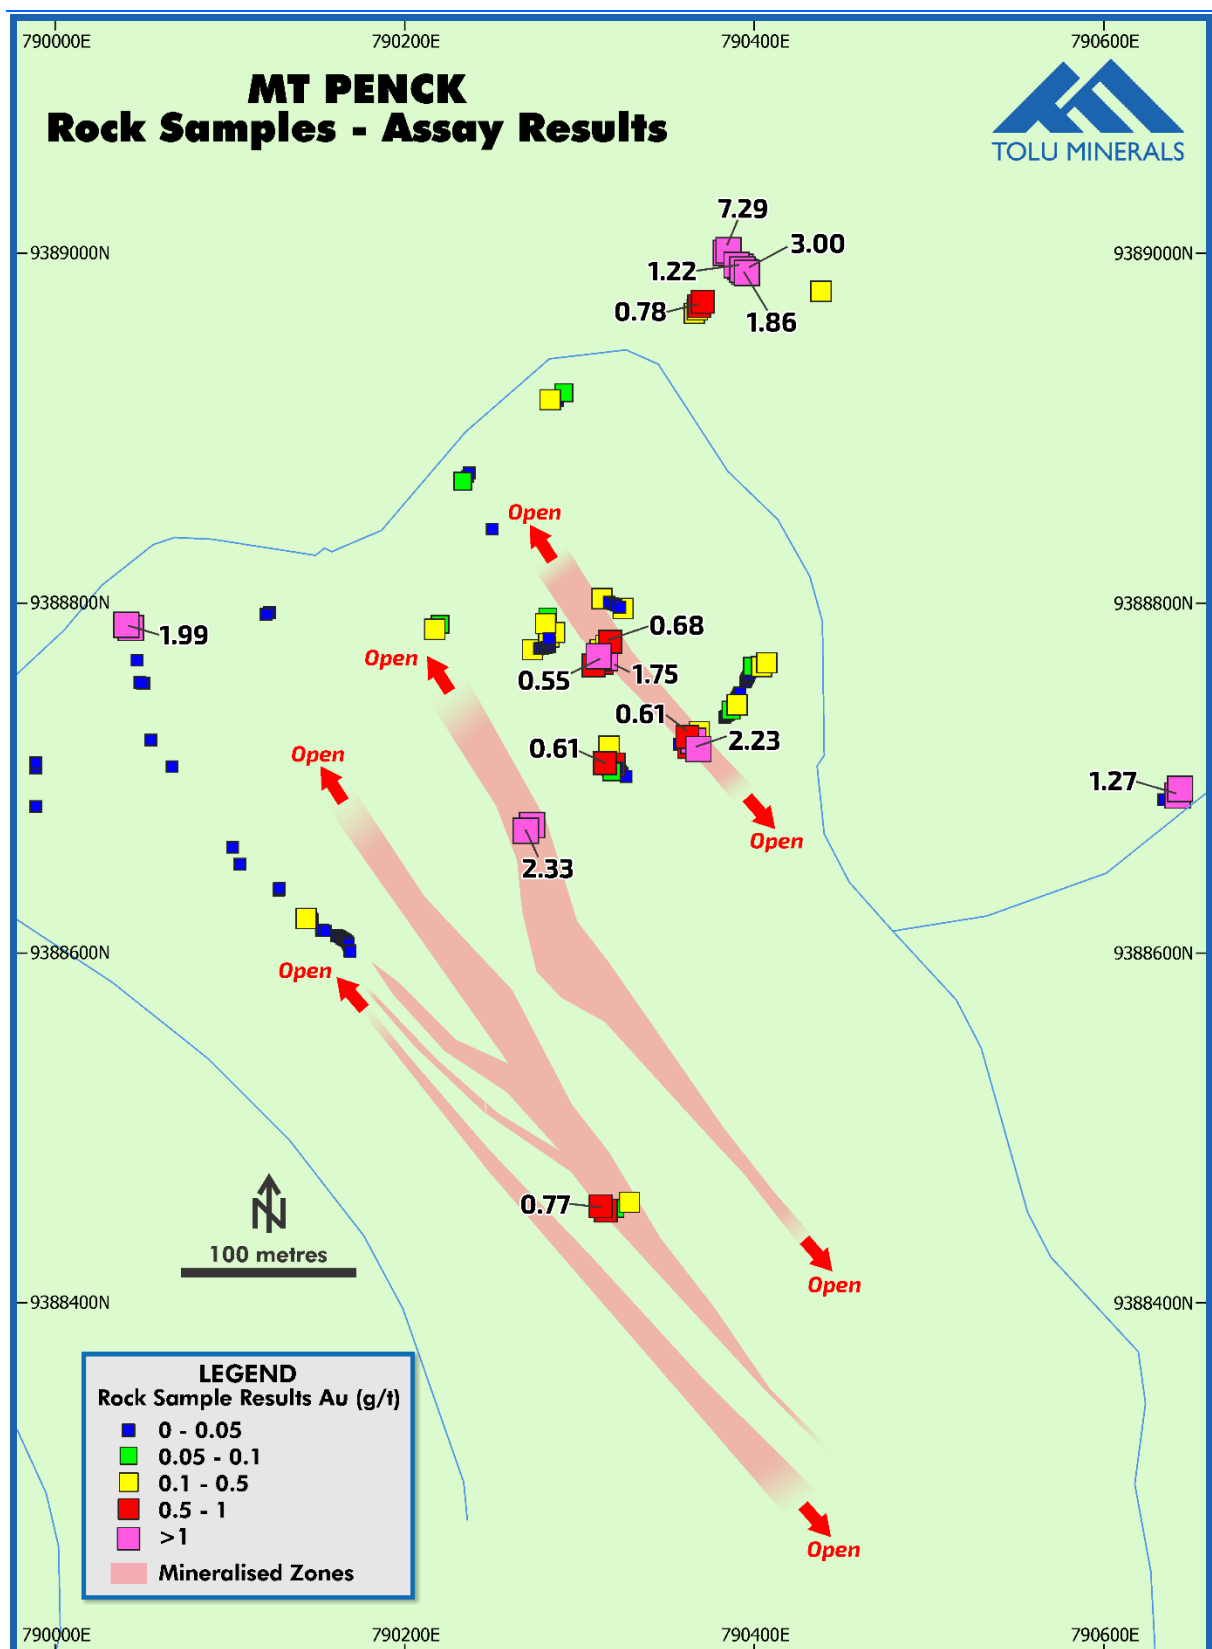 790000E 790200E 790400E 790600E
MT PENCK
Rock Samples - Assay Results
TOLU MINERALS
7.29
9389000N 3.00 9389000N
1.22
0.78 1.86
Open
9388800N 9388800N
1.99 0.68
Open
0.55 1.75
0.61
0.61 2.23
Open
1.27
Open
2.33
9388600N 9388600N
Open
N
0.77
100 metres
Open
9388400N 9388400N
LEGEND
Rock Sample Results Au (g/t)
0 - 0.05
0.05 - 0.1
0.1 - 0.5
0.5 - 1
>1
Open
Mineralised Zones
790000E 790200E 790400E 790600E